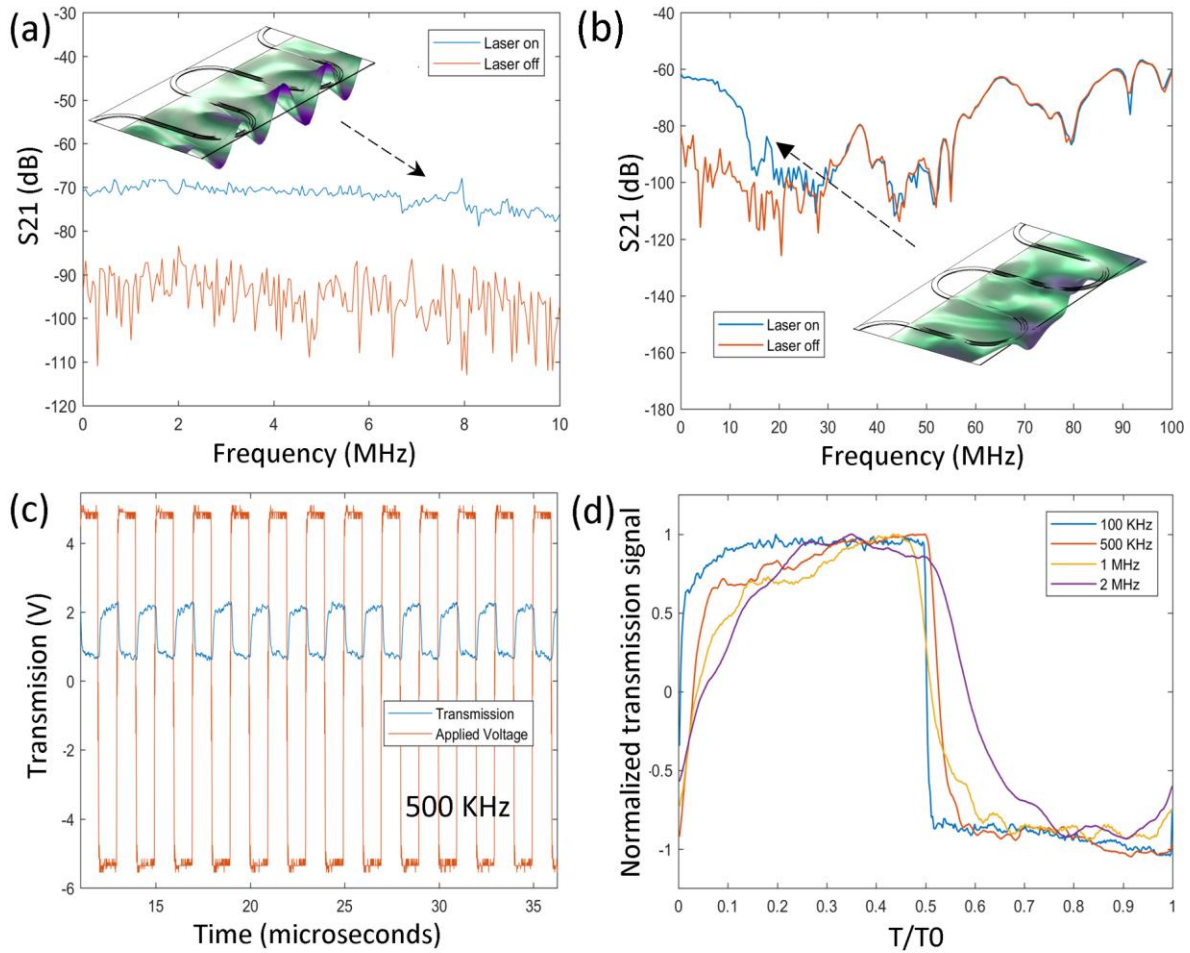 (a)
-30
-40
-50
-60
-70
-80
-90
-100
-110
-120
S21 (dB)
Laser on
Laser off
0 2 4 6 8 10
Frequency (MHz)
(b)
-40
-60
-80
-100
-120
-140
-160
-180
S21 (dB)
Laser on
Laser off
0 10 20 30 40 50 60 70 80 90 100
Frequency (MHz)
(c)
4
2
0
-2
-4
-6
Transmision (V)
Transmission
Applied Voltage
500 KHz
15 20 25 30 35
Time (microseconds)
(d)
1
0.5
0
-0.5
-1
Normalized transmission signal
100 KHz
500 KHz
1 MHz
2 MHz
0 0.1 0.2 0.3 0.4 0.5 0.6 0.7 0.8 0.9 1
T/T0